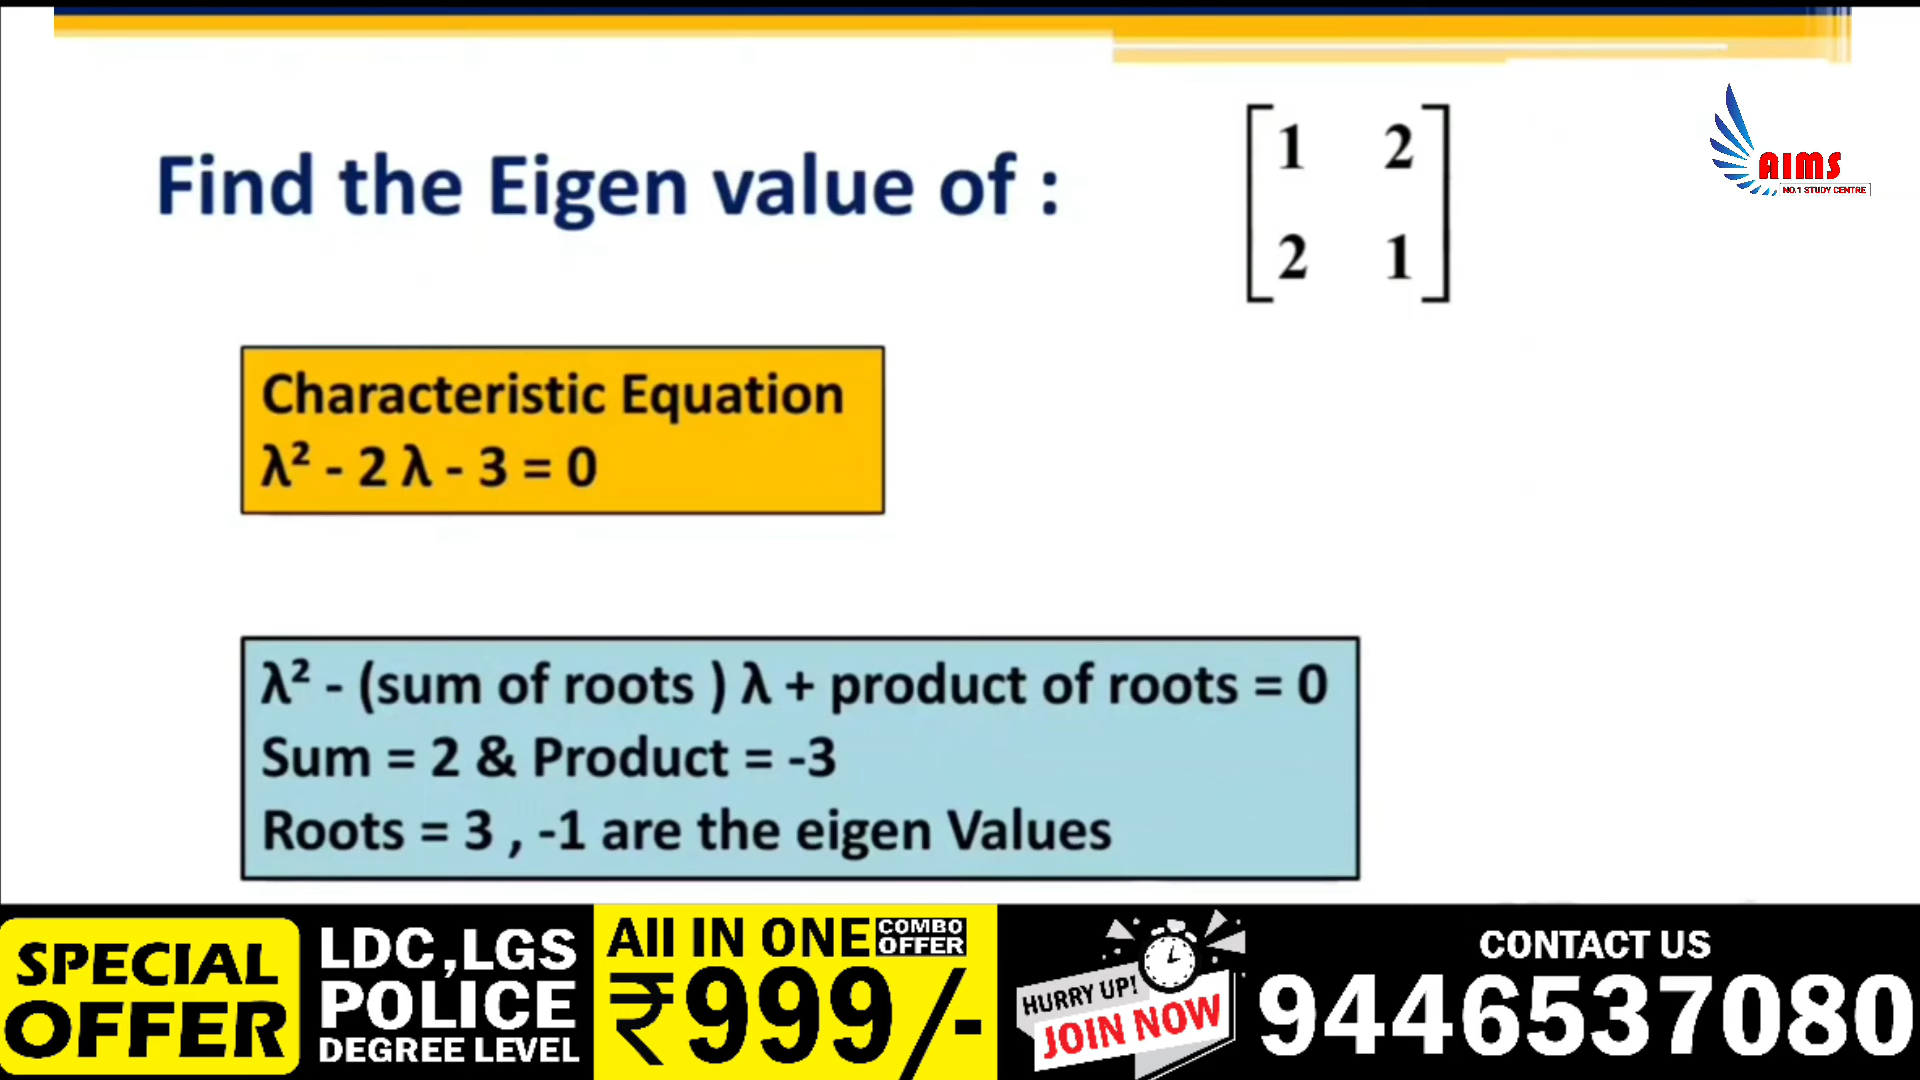 Find the Eigen value of :
1 2
2 1
AIMS
NO.1 STUDY CENTRE
Characteristic Equation
λ² - 2 λ - 3 = 0
λ² - (sum of roots ) λ + product of roots = 0
Sum = 2 & Product = -3
Roots = 3 , -1 are the eigen Values
SPECIAL
OFFER
LDC,LGS
POLICE
DEGREE LEVEL
All IN ONE COMBO OFFER
₹999/-
HURRY UP!
JOIN NOW
CONTACT US
9446537080